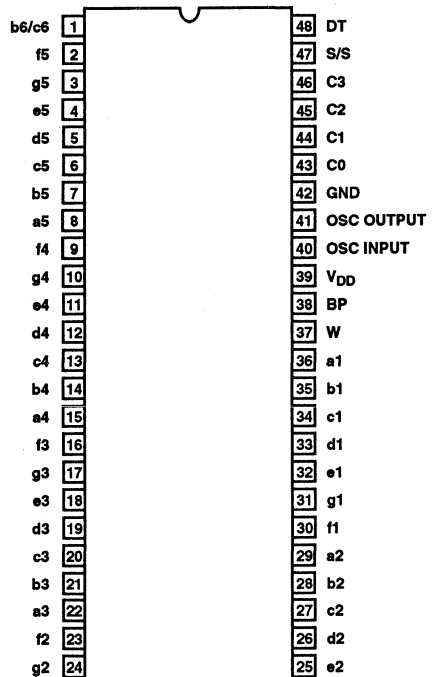 b6/c6 1 48 DT
f5 2 47 S/S
g5 3 46 C3
e5 4 45 C2
d5 5 44 C1
c5 6 43 C0
b5 7 42 GND
a5 8 41 OSC OUTPUT
f4 9 40 OSC INPUT
g4 10 39 VDD
e4 11 38 BP
d4 12 37 W
c4 13 36 a1
b4 14 35 b1
a4 15 34 c1
f3 16 33 d1
g3 17 32 e1
e3 18 31 g1
d3 19 30 f1
c3 20 29 a2
b3 21 28 b2
a3 22 27 c2
f2 23 26 d2
g2 24 25 e2